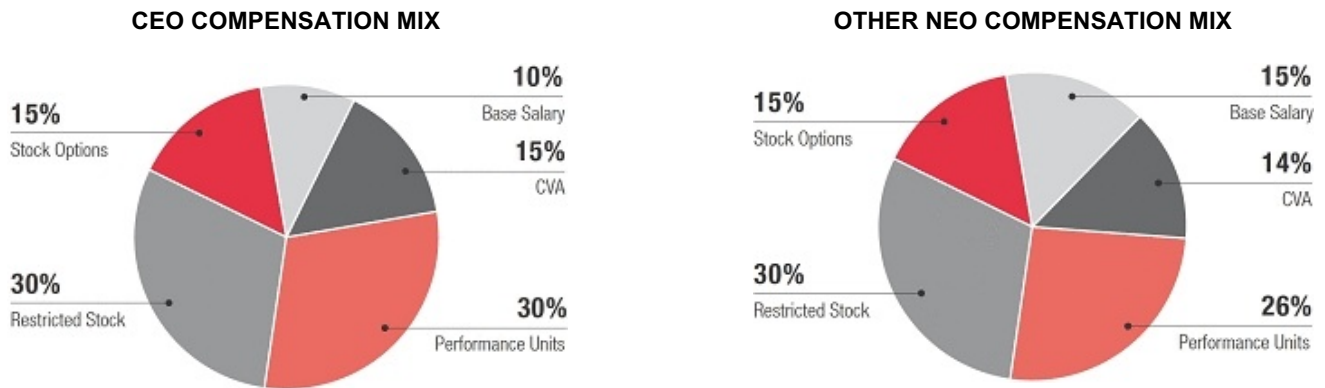 CEO COMPENSATION MIX
10%
Base Salary
15%
Stock Options
15%
CVA
30%
Restricted Stock
30%
Performance Units
OTHER NEO COMPENSATION MIX
15%
Base Salary
15%
Stock Options
14%
CVA
30%
Restricted Stock
26%
Performance Units